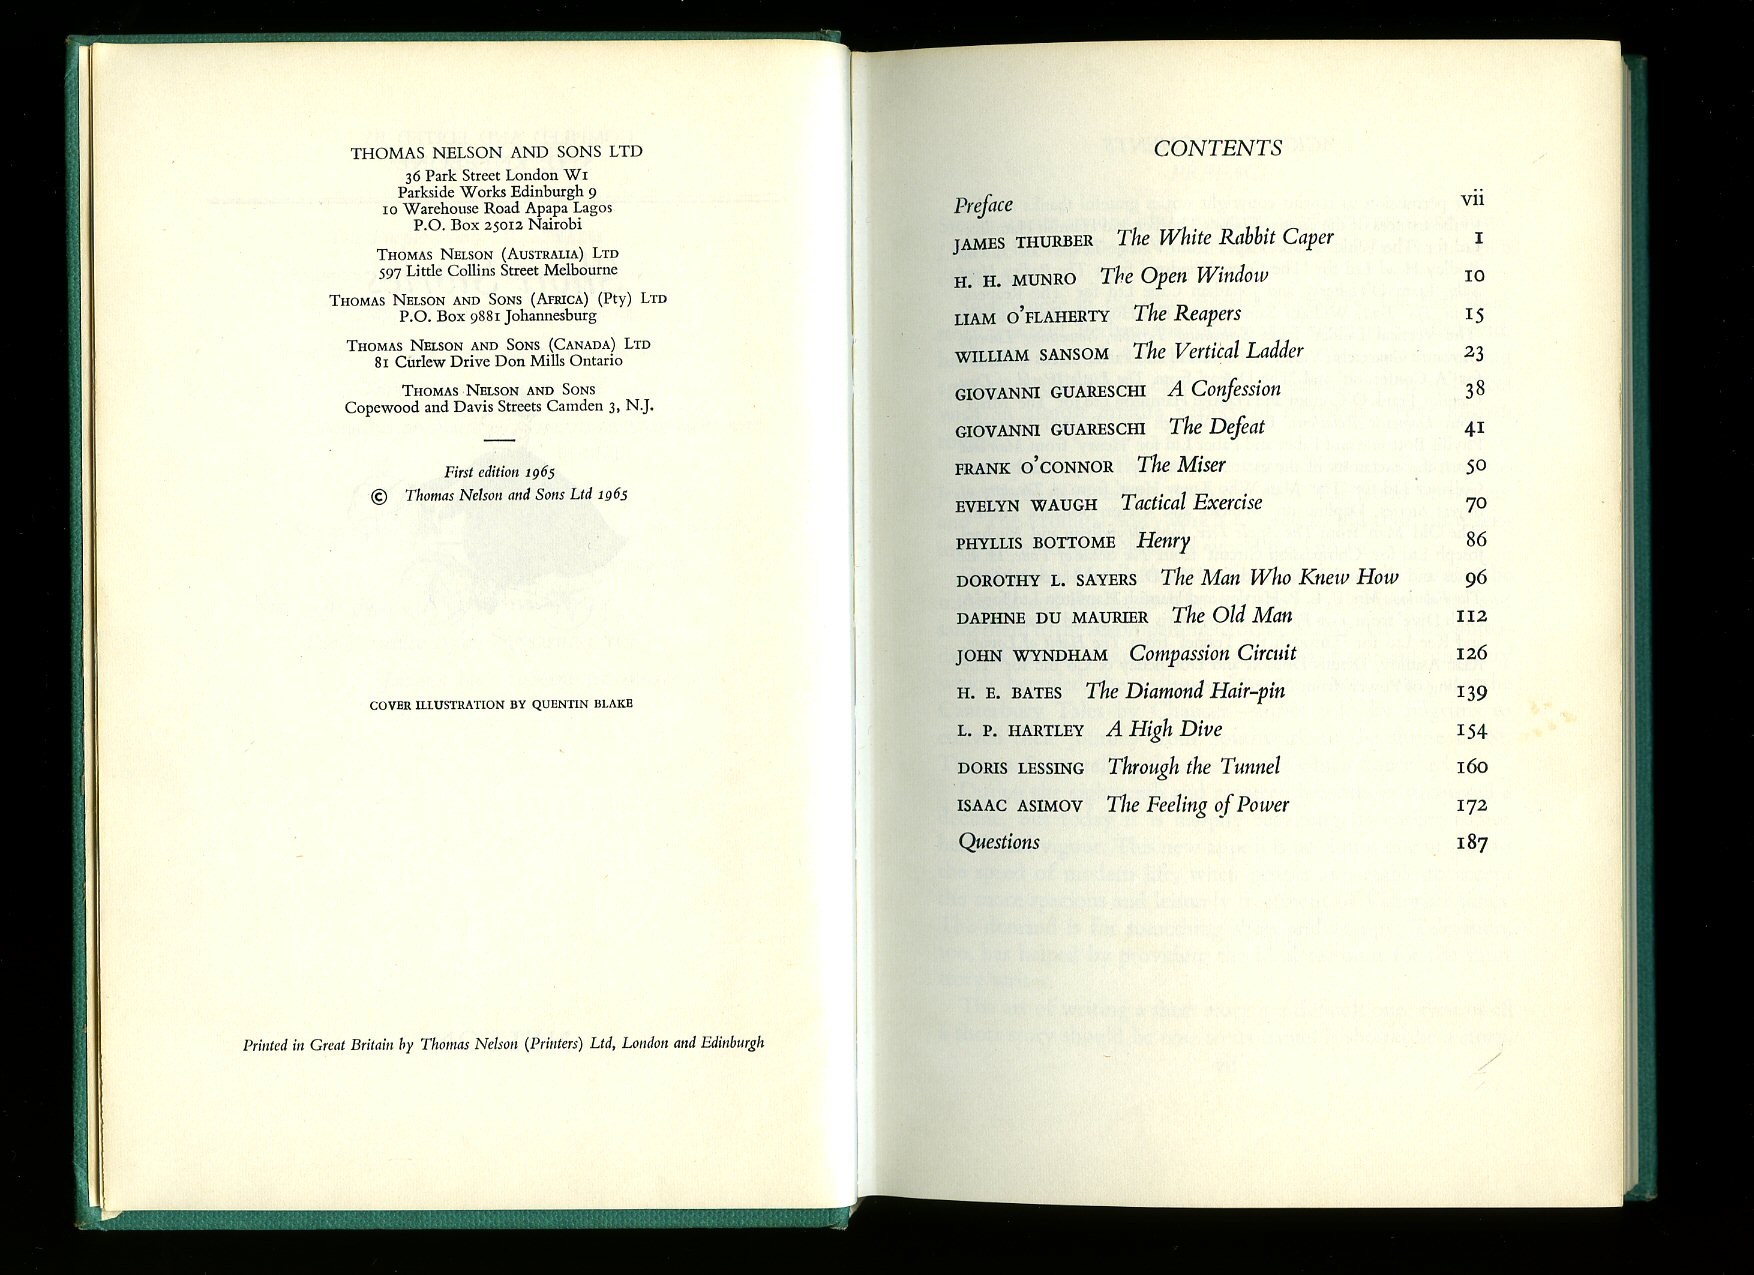 THOMAS NELSON AND SONS LTD
36 Park Street London W1
Parkside Works Edinburgh 9
10 Warehouse Road Apapa Lagos
P.O. Box 25012 Nairobi
THOMAS NELSON (AUSTRALIA) LTD
597 Little Collins Street Melbourne
THOMAS NELSON AND SONS (AFRICA) (Pty) LTD
P.O. Box 9881 Johannesburg
THOMAS NELSON AND SONS (CANADA) LTD
81 Curlew Drive Don Mills Ontario
THOMAS NELSON AND SONS
Copewood and Davis Streets Camden 3, N.J.
First edition 1965
© Thomas Nelson and Sons Ltd 1965
COVER ILLUSTRATION BY QUENTIN BLAKE
Printed in Great Britain by Thomas Nelson (Printers) Ltd, London and Edinburgh
CONTENTS
Preface vii
JAMES THURBER The White Rabbit Caper 1
H. H. MUNRO The Open Window 10
LIAM O'FLAHERTY The Reapers 15
WILLIAM SANSOM The Vertical Ladder 23
GIOVANNI GUARESCHI A Confession 38
GIOVANNI GUARESCHI The Defeat 41
FRANK O'CONNOR The Miser 50
EVELYN WAUGH Tactical Exercise 70
PHYLLIS BOTTOME Henry 86
DOROTHY L. SAYERS The Man Who Knew How 96
DAPHNE DU MAURIER The Old Man 112
JOHN WYNDHAM Compassion Circuit 126
H. E. BATES The Diamond Hair-pin 139
L. P. HARTLEY A High Dive 154
DORIS LESSING Through the Tunnel 160
ISAAC ASIMOV The Feeling of Power 172
Questions 187